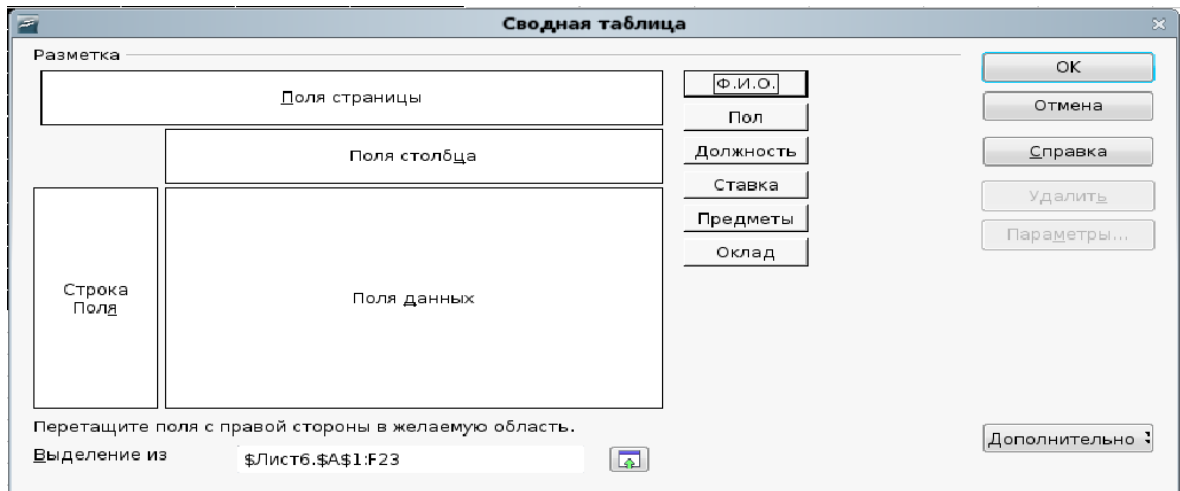 Сводная таблица
Разметка
Поля страницы
Поля столбца
Строка
Поля
Поля данных
Ф.И.О.
Пол
Должность
Ставка
Предметы
Оклад
OK
Отмена
Справка
Удалить
Параметры...
Перетащите поля с правой стороны в желаемую область.
Выделение из
$Лист6.$A$1:F23
Дополнительно